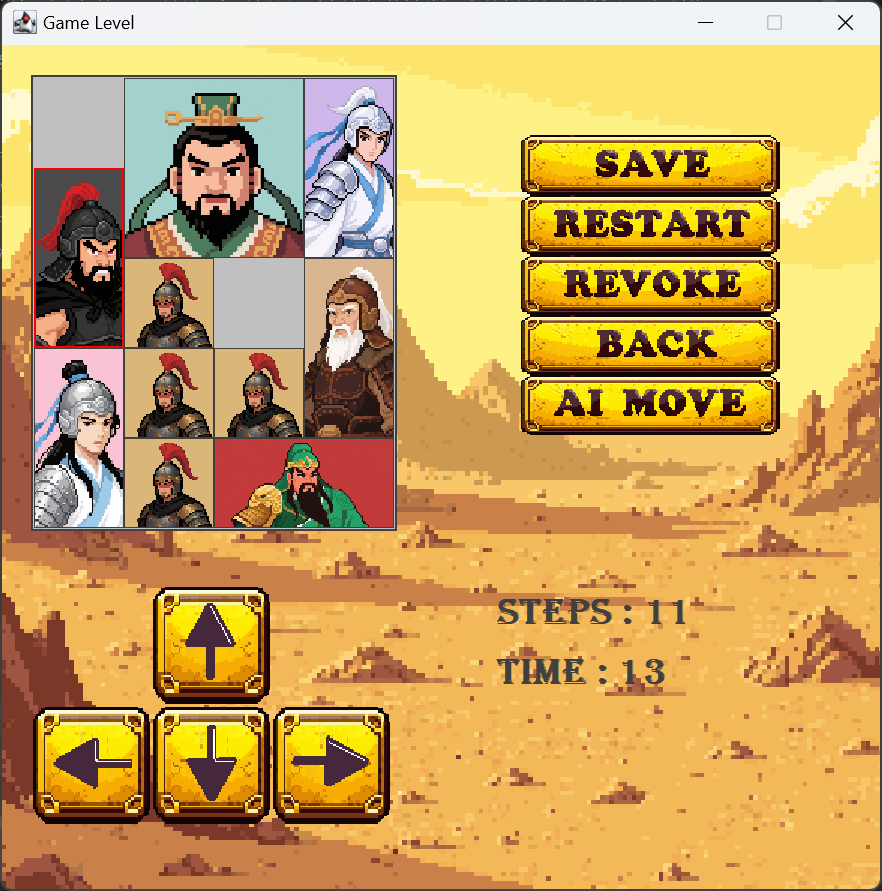 Game Level
SAVE
RESTART
REVOKE
BACK
AI MOVE
STEPS : 11
TIME : 13